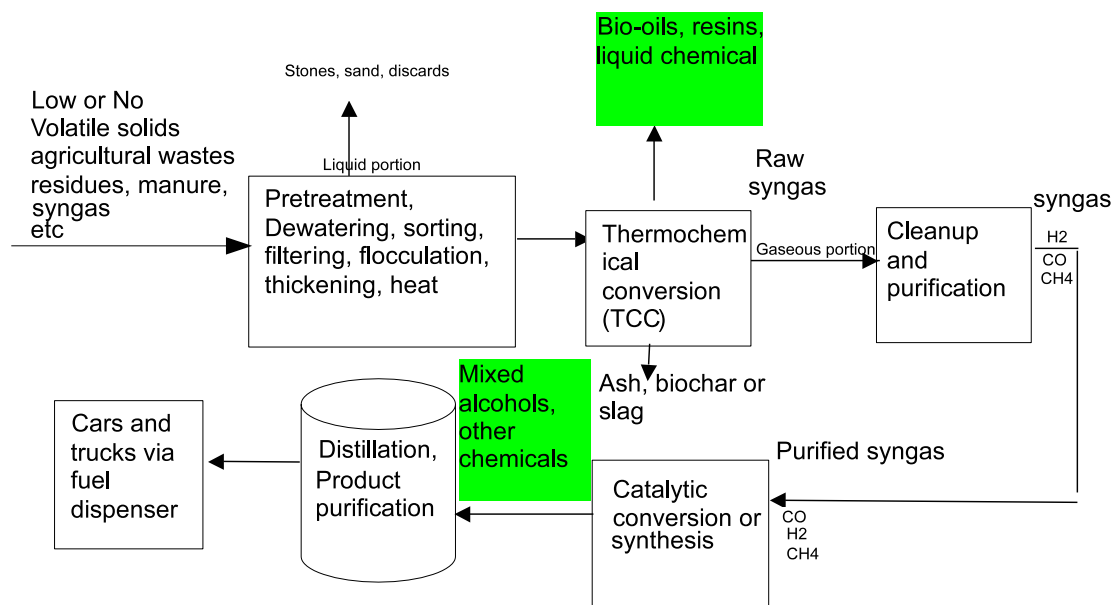 Bio-oils, resins,
liquid chemical
Stones, sand, discards
Low or No
Volatile solids
agricultural wastes
residues, manure,
syngas
etc
Liquid portion
Pretreatment,
Dewatering, sorting,
filtering, flocculation,
thickening, heat
Thermochem
ical
conversion
(TCC)
Raw
syngas
Gaseous portion
Cleanup
and
purification
syngas
H2
CO
CH4
Ash, biochar or
slag
Purified syngas
CO
H2
CH4
Catalytic
conversion or
synthesis
Mixed
alcohols,
other
chemicals
Distillation,
Product
purification
Cars and
trucks via
fuel
dispenser